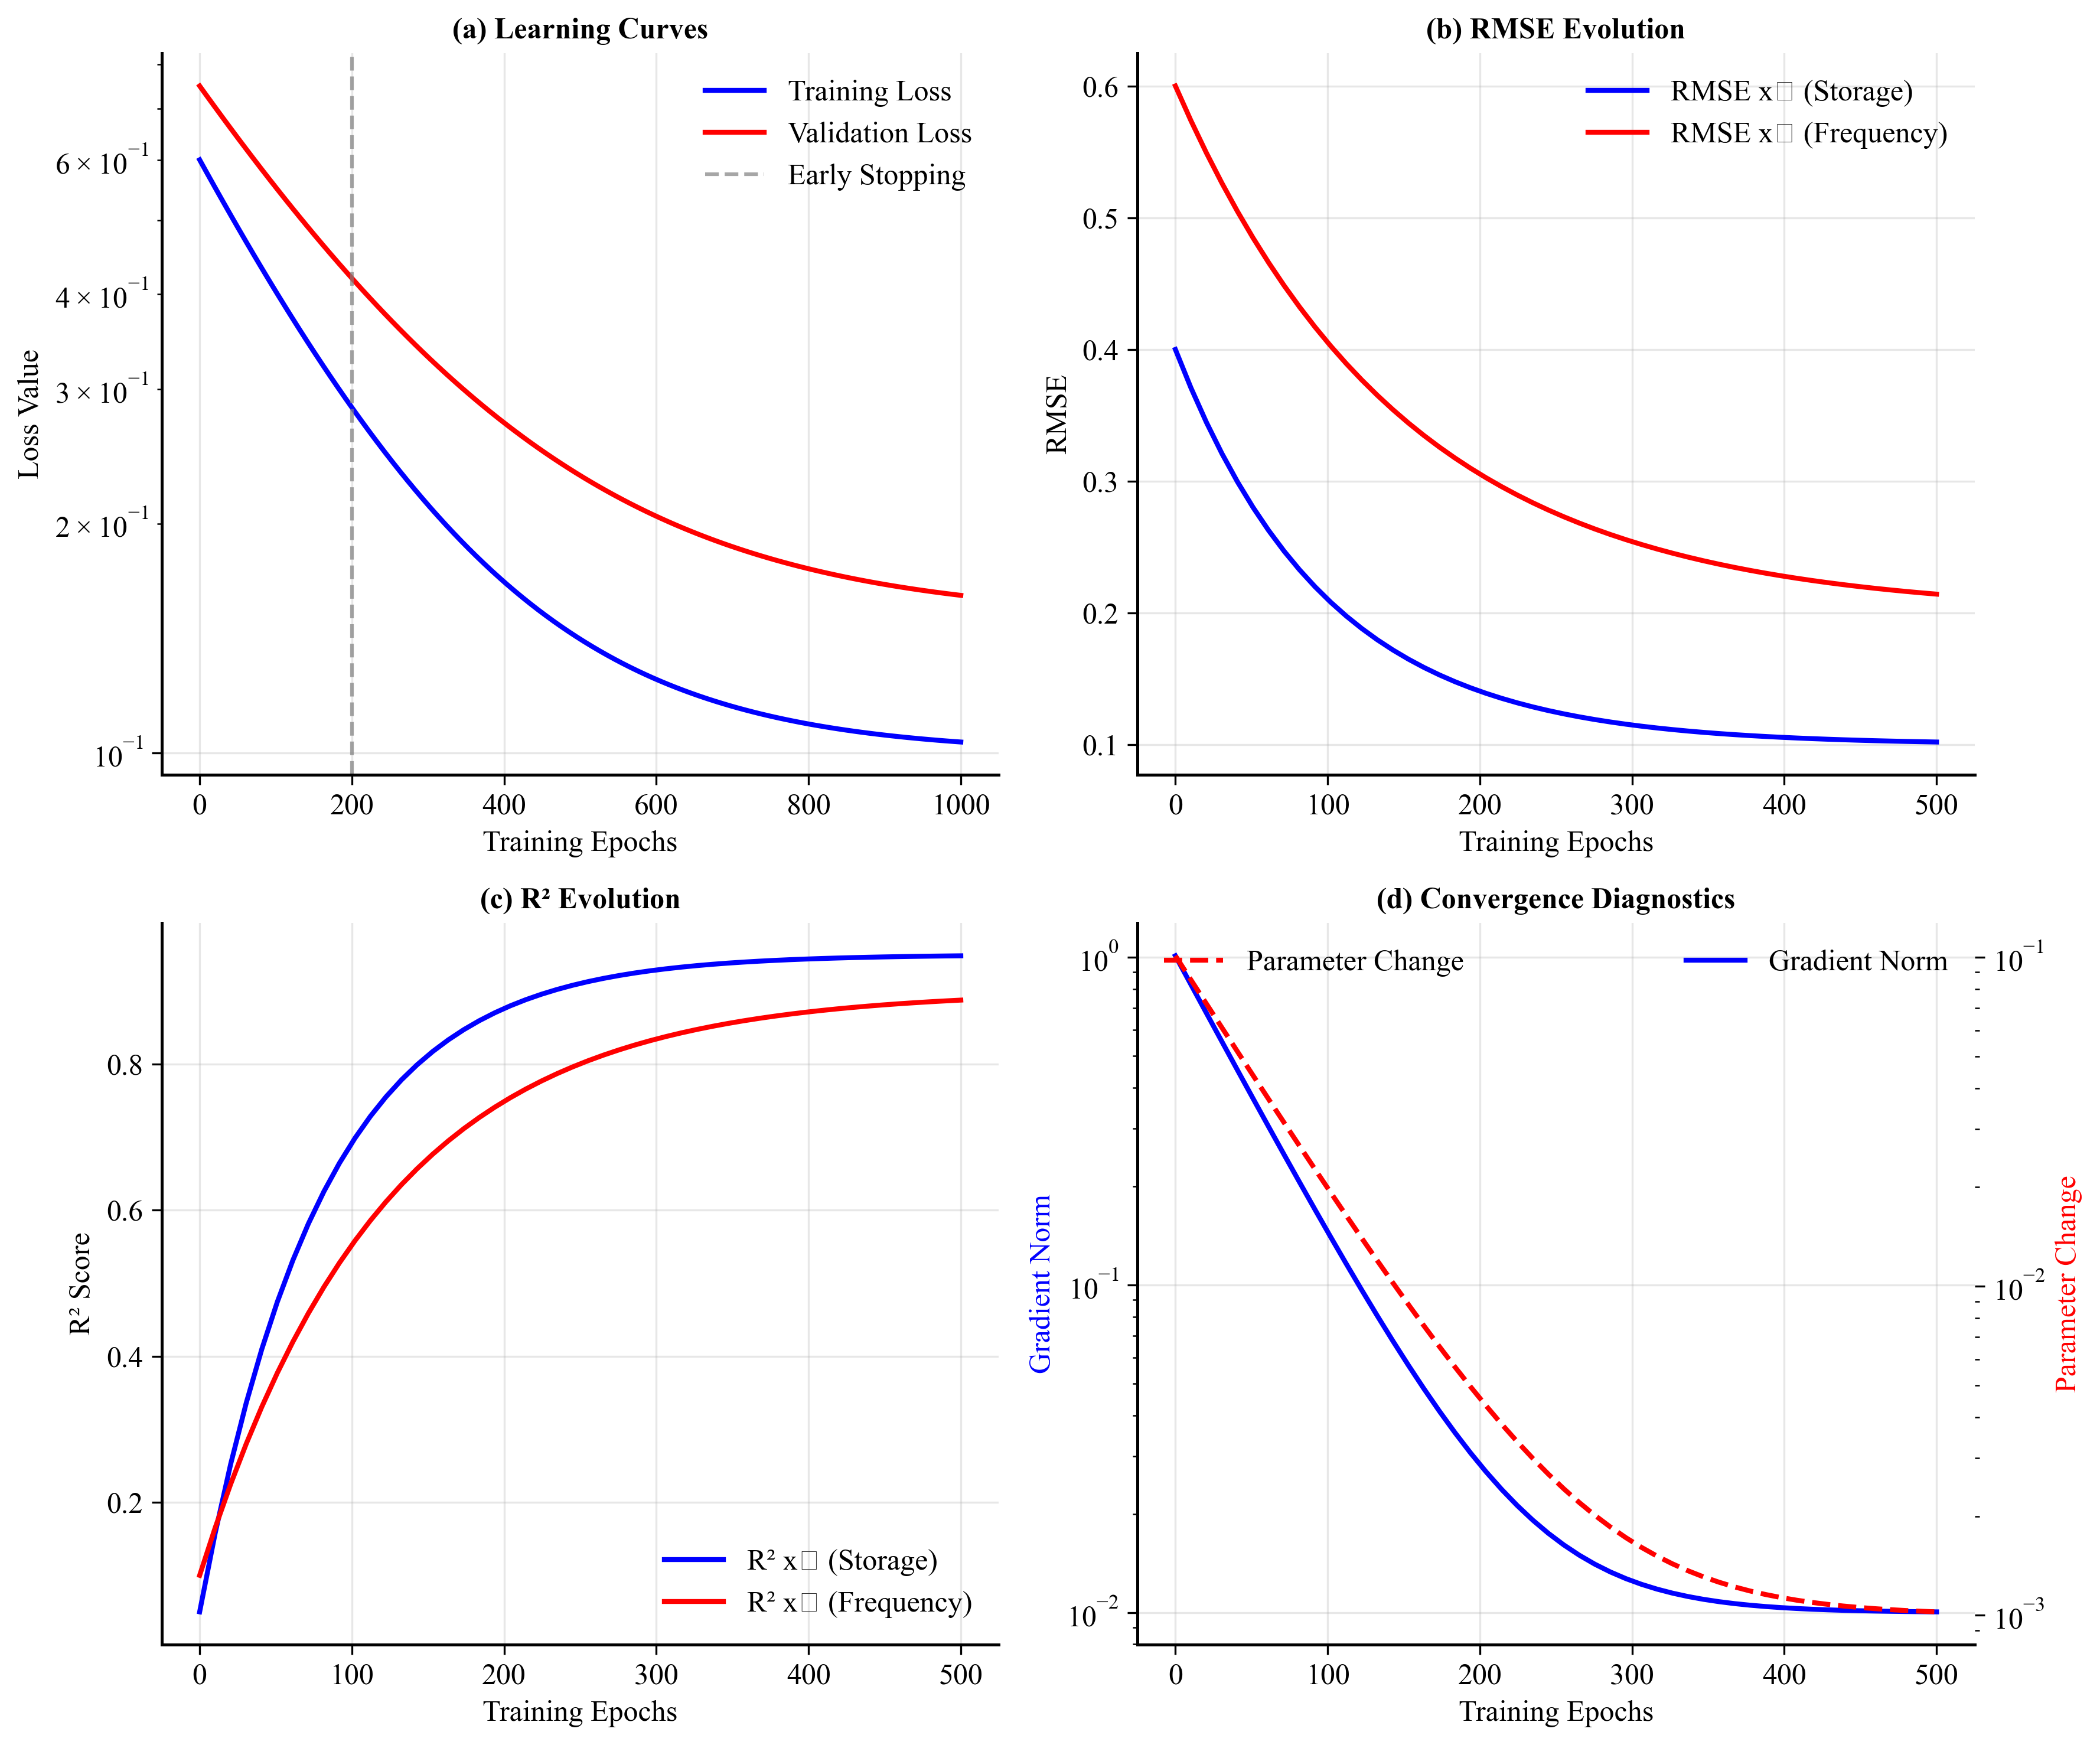 (a) Learning Curves
Training Loss
Validation Loss
Early Stopping
6 × 10⁻¹
4 × 10⁻¹
3 × 10⁻¹
2 × 10⁻¹
10⁻¹
Loss Value
0 200 400 600 800 1000
Training Epochs
(b) RMSE Evolution
RMSE x□ (Storage)
RMSE x□ (Frequency)
0.6
0.5
0.4
0.3
0.2
0.1
RMSE
0 100 200 300 400 500
Training Epochs
(c) R² Evolution
0.8
0.6
0.4
0.2
R² Score
R² x□ (Storage)
R² x□ (Frequency)
0 100 200 300 400 500
Training Epochs
(d) Convergence Diagnostics
Parameter Change
Gradient Norm
10⁰
10⁻¹
10⁻²
Gradient Norm
10⁻¹
10⁻²
10⁻³
Parameter Change
0 100 200 300 400 500
Training Epochs